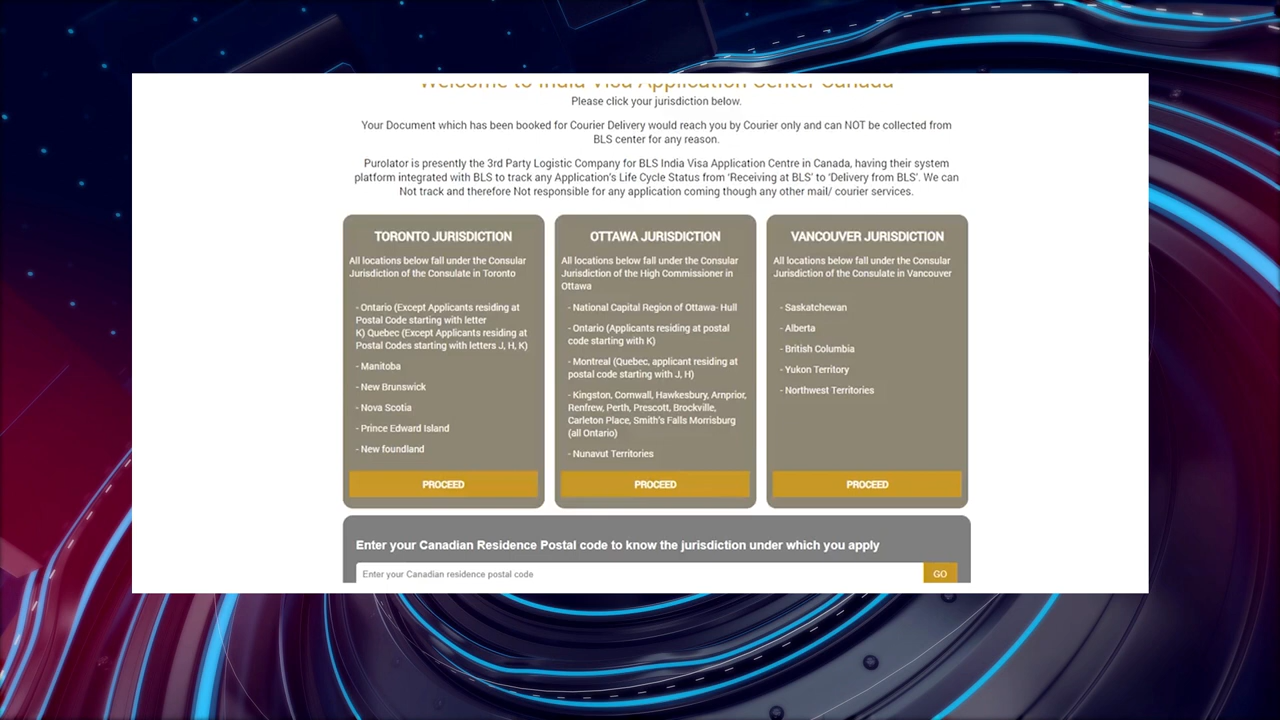 Welcome to India Visa Application Center Canada
Please click your jurisdiction below.
Your Document which has been booked for Courier Delivery would reach you by Courier only and can NOT be collected from
BLS center for any reason.
Purolator is presently the 3rd Party Logistic Company for BLS India Visa Application Centre in Canada, having their system
platform integrated with BLS to track any Application's Life Cycle Status from 'Receiving at BLS' to 'Delivery from BLS'. We can
Not track and therefore Not responsible for any application coming though any other mail/ courier services.
TORONTO JURISDICTION
All locations below fall under the Consular
Jurisdiction of the Consulate in Toronto
- Ontario (Except Applicants residing at
Postal Code starting with letter
K) Quebec (Except Applicants residing at
Postal Codes starting with letters J, H, K)
- Manitoba
- New Brunswick
- Nova Scotia
- Prince Edward Island
- New foundland
PROCEED
OTTAWA JURISDICTION
All locations below fall under the Consular
Jurisdiction of the High Commissioner in
Ottawa
- National Capital Region of Ottawa- Hull
- Ontario (Applicants residing at postal
code starting with K)
- Montreal (Quebec, applicant residing at
postal code starting with J, H)
- Kingston, Cornwall, Hawkesbury, Arnprior,
Renfrew, Perth, Prescott, Brockville,
Carleton Place, Smith's Falls Morrisburg
(all Ontario)
- Nunavut Territories
PROCEED
VANCOUVER JURISDICTION
All locations below fall under the Consular
Jurisdiction of the Consulate in Vancouver
- Saskatchewan
- Alberta
- British Columbia
- Yukon Territory
- Northwest Territories
PROCEED
Enter your Canadian Residence Postal code to know the jurisdiction under which you apply
Enter your Canadian residence postal code
GO